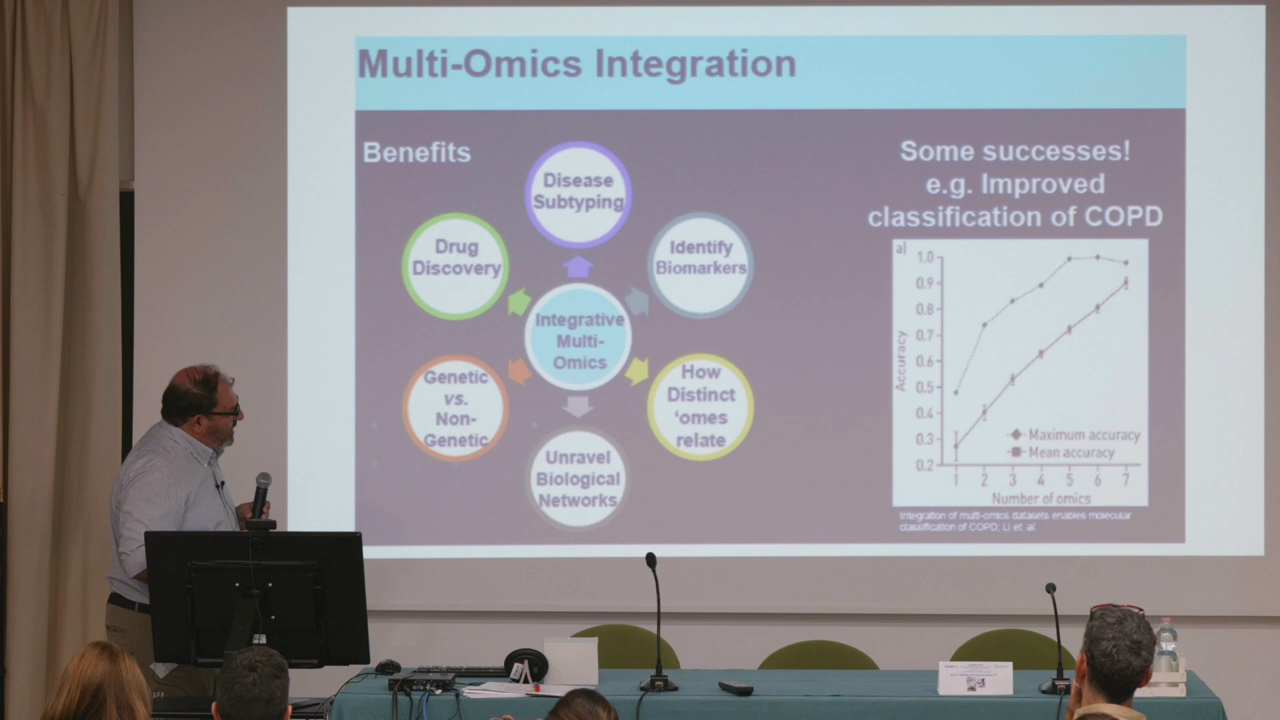 Multi-Omics Integration
Benefits
Disease
Subtyping
Identify
Biomarkers
How
Distinct
‘omes
relate
Unravel
Biological
Networks
Genetic
vs.
Non-
Genetic
Drug
Discovery
Integrative
Multi-
Omics
Some successes!
e.g. Improved
classification of COPD
a)
Accuracy
1.0
0.9
0.8
0.7
0.6
0.5
0.4
0.3
0.2
Maximum accuracy
Mean accuracy
1 2 3 4 5 6 7
Number of omics
Integration of multi-omics datasets enables molecular
classification of COPD; Li et al.